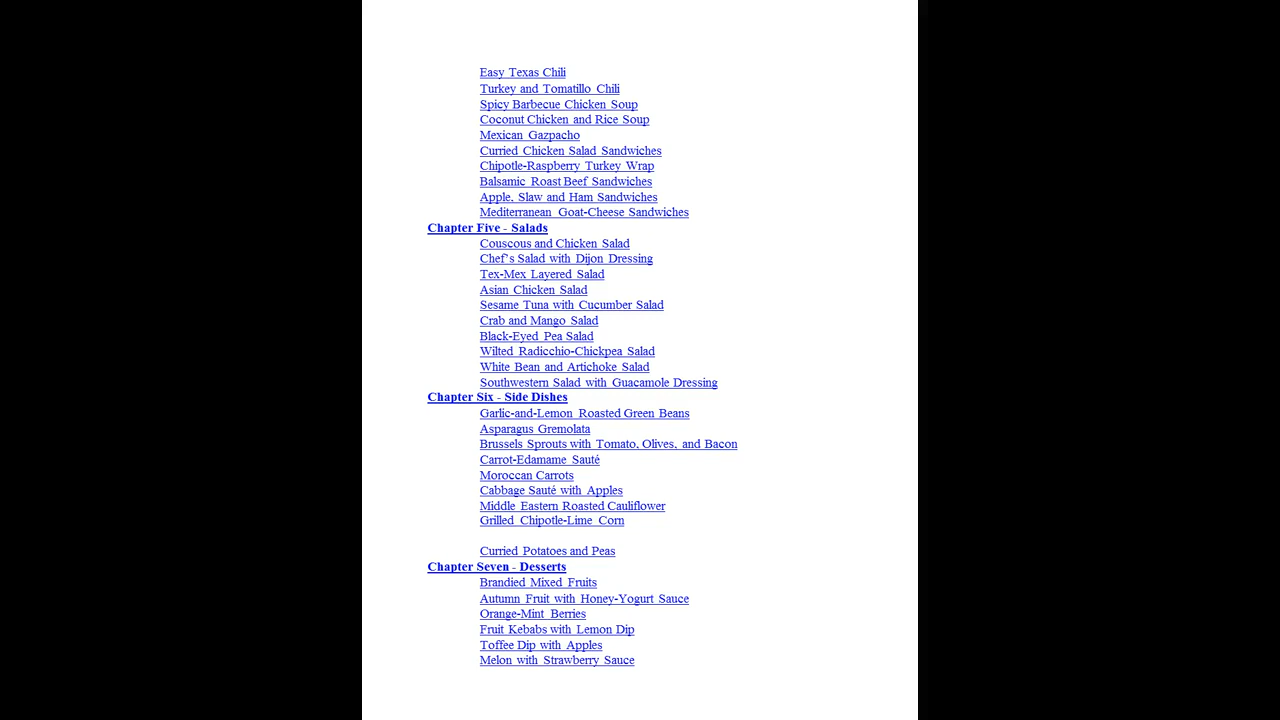 Easy Texas Chili
Turkey and Tomatillo Chili
Spicy Barbecue Chicken Soup
Coconut Chicken and Rice Soup
Mexican Gazpacho
Curried Chicken Salad Sandwiches
Chipotle-Raspberry Turkey Wrap
Balsamic Roast Beef Sandwiches
Apple, Slaw and Ham Sandwiches
Mediterranean Goat-Cheese Sandwiches
Chapter Five - Salads
Couscous and Chicken Salad
Chef's Salad with Dijon Dressing
Tex-Mex Layered Salad
Asian Chicken Salad
Sesame Tuna with Cucumber Salad
Crab and Mango Salad
Black-Eyed Pea Salad
Wilted Radicchio-Chickpea Salad
White Bean and Artichoke Salad
Southwestern Salad with Guacamole Dressing
Chapter Six - Side Dishes
Garlic-and-Lemon Roasted Green Beans
Asparagus Gremolata
Brussels Sprouts with Tomato, Olives, and Bacon
Carrot-Edamame Sauté
Moroccan Carrots
Cabbage Sauté with Apples
Middle Eastern Roasted Cauliflower
Grilled Chipotle-Lime Corn
Curried Potatoes and Peas
Chapter Seven - Desserts
Brandied Mixed Fruits
Autumn Fruit with Honey-Yogurt Sauce
Orange-Mint Berries
Fruit Kebabs with Lemon Dip
Toffee Dip with Apples
Melon with Strawberry Sauce